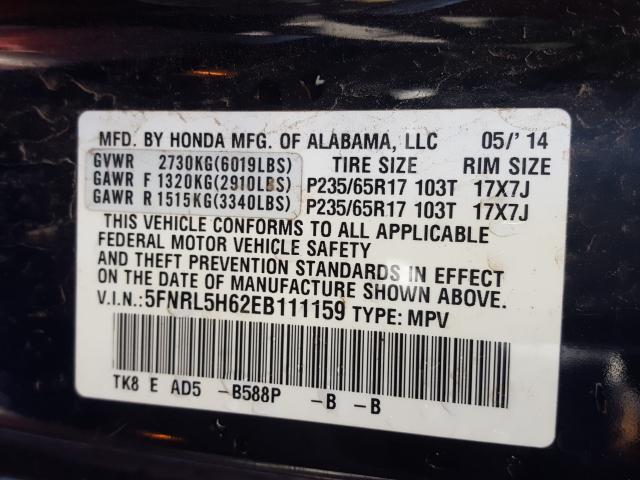 MFD. BY HONDA MFG. OF ALABAMA, LLC 05/'14
GVWR 2730KG(6019LBS) TIRE SIZE RIM SIZE
GAWR F 1320KG(2910LBS) P235/65R17 103T 17X7J
GAWR R 1515KG(3340LBS) P235/65R17 103T 17X7J
THIS VEHICLE CONFORMS TO ALL APPLICABLE
FEDERAL MOTOR VEHICLE SAFETY
AND THEFT PREVENTION STANDARDS IN EFFECT
ON THE DATE OF MANUFACTURE SHOWN ABOVE.
V.I.N.:5FNRL5H62EB111159 TYPE: MPV
TK8 E AD5 -B588P -B -B